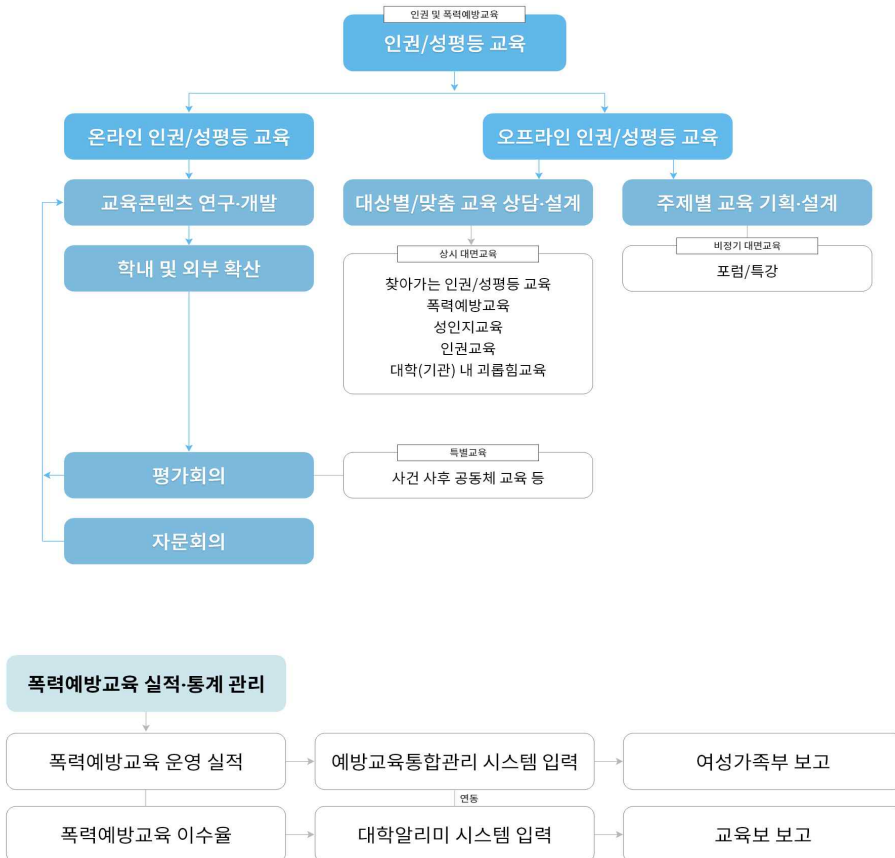 인권 및 폭력예방교육
인권/성평등 교육
온라인 인권/성평등 교육
오프라인 인권/성평등 교육
교육콘텐츠 연구·개발
대상별/맞춤 교육 상담·설계
주제별 교육 기획·설계
학내 및 외부 확산
상시 대면교육
찾아가는 인권/성평등 교육
폭력예방교육
성인지교육
인권교육
대학(기관) 내 괴롭힘교육
비정기 대면교육
포럼/특강
평가회의
특별교육
사건 사후 공동체 교육 등
자문회의
폭력예방교육 실적·통계 관리
폭력예방교육 운영 실적
예방교육통합관리 시스템 입력
여성가족부 보고
연동
폭력예방교육 이수율
대학알리미 시스템 입력
교육보 보고